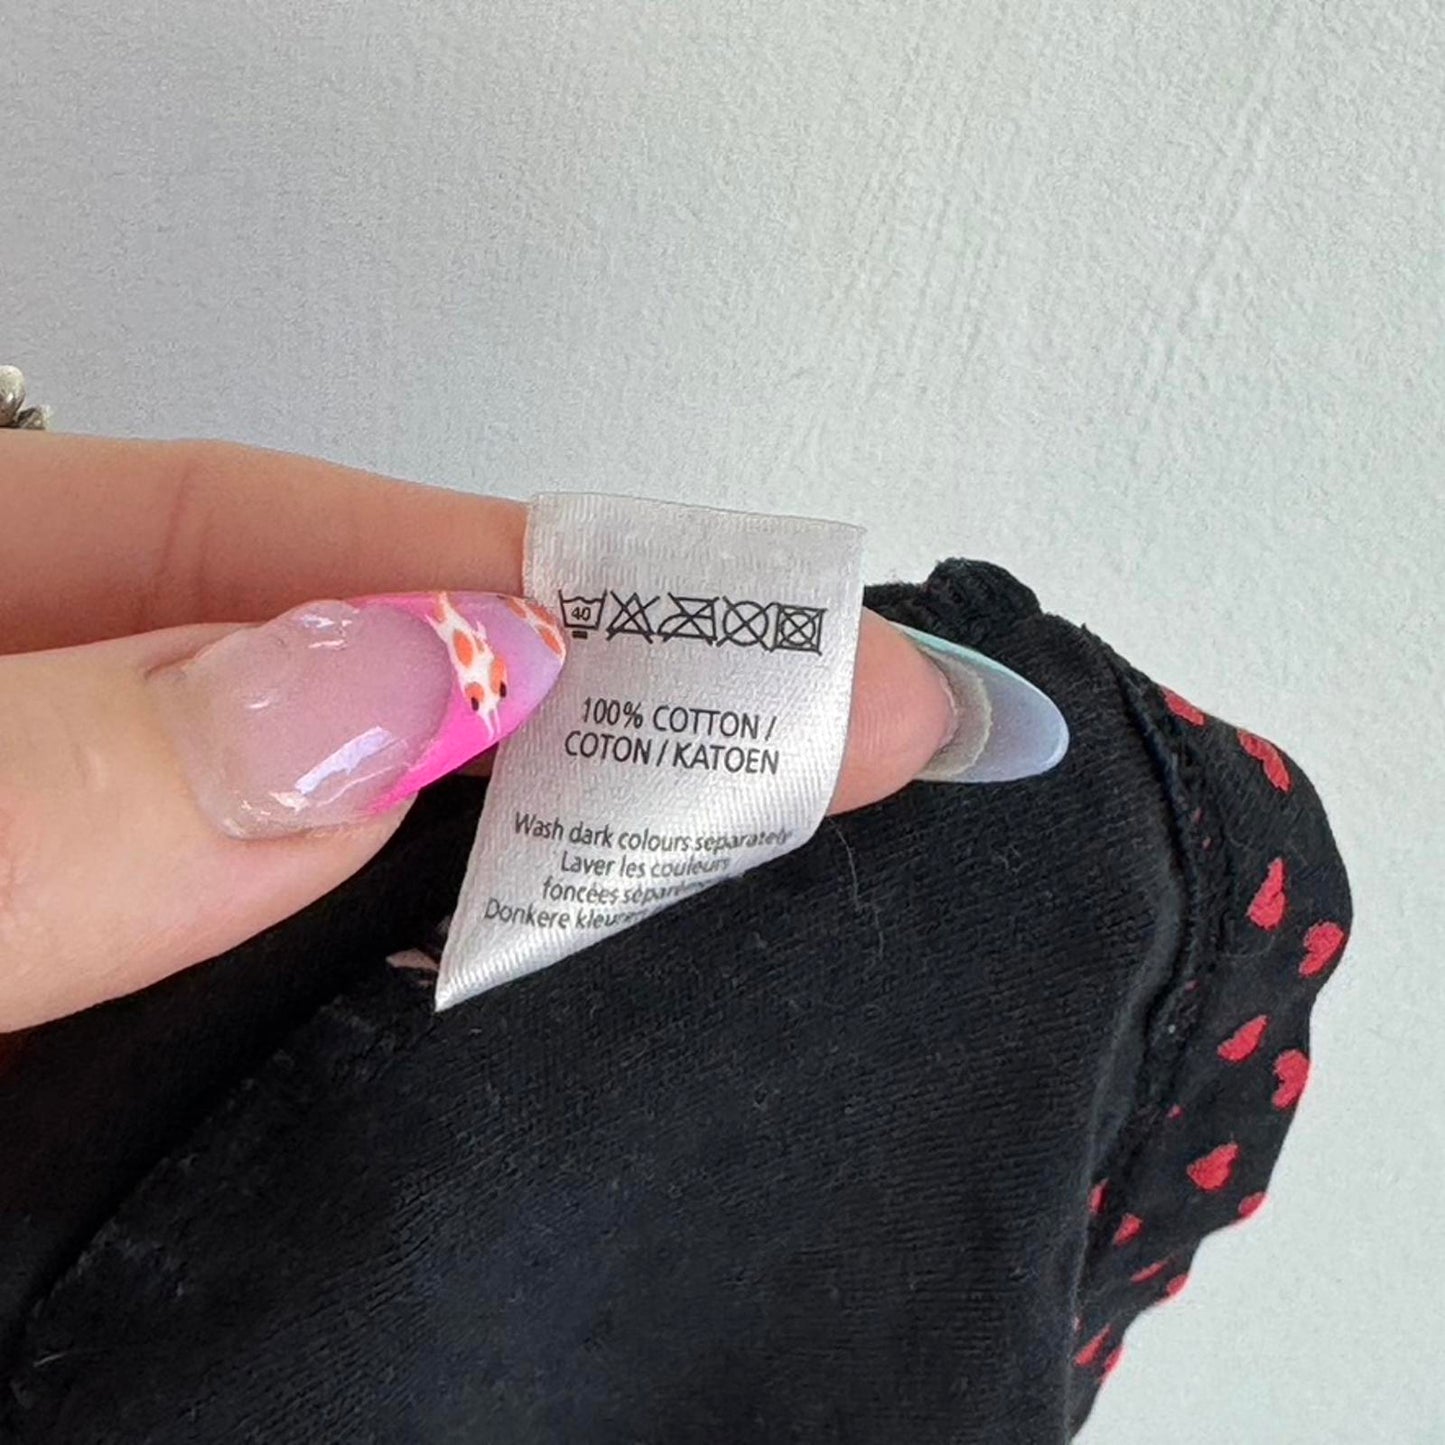 40
100% COTTON /
COTON / KATOEN
Wash dark colours separately
Laver les couleurs
foncées
Donkere